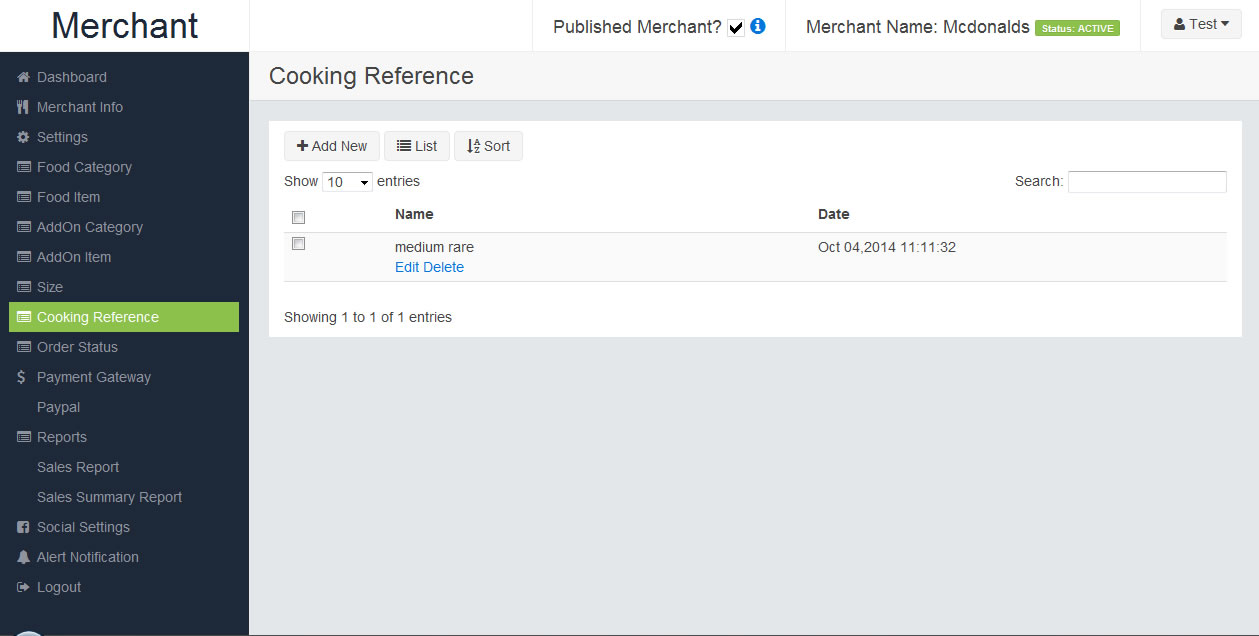 Merchant
Published Merchant?
Merchant Name: Mcdonalds Status: ACTIVE
Test
Dashboard
Merchant Info
Settings
Food Category
Food Item
AddOn Category
AddOn Item
Size
Cooking Reference
Order Status
Payment Gateway
Paypal
Reports
Sales Report
Sales Summary Report
Social Settings
Alert Notification
Logout
Cooking Reference
Add New List Sort
Show 10 entries Search:
Name Date
medium rare Oct 04,2014 11:11:32
Edit Delete
Showing 1 to 1 of 1 entries